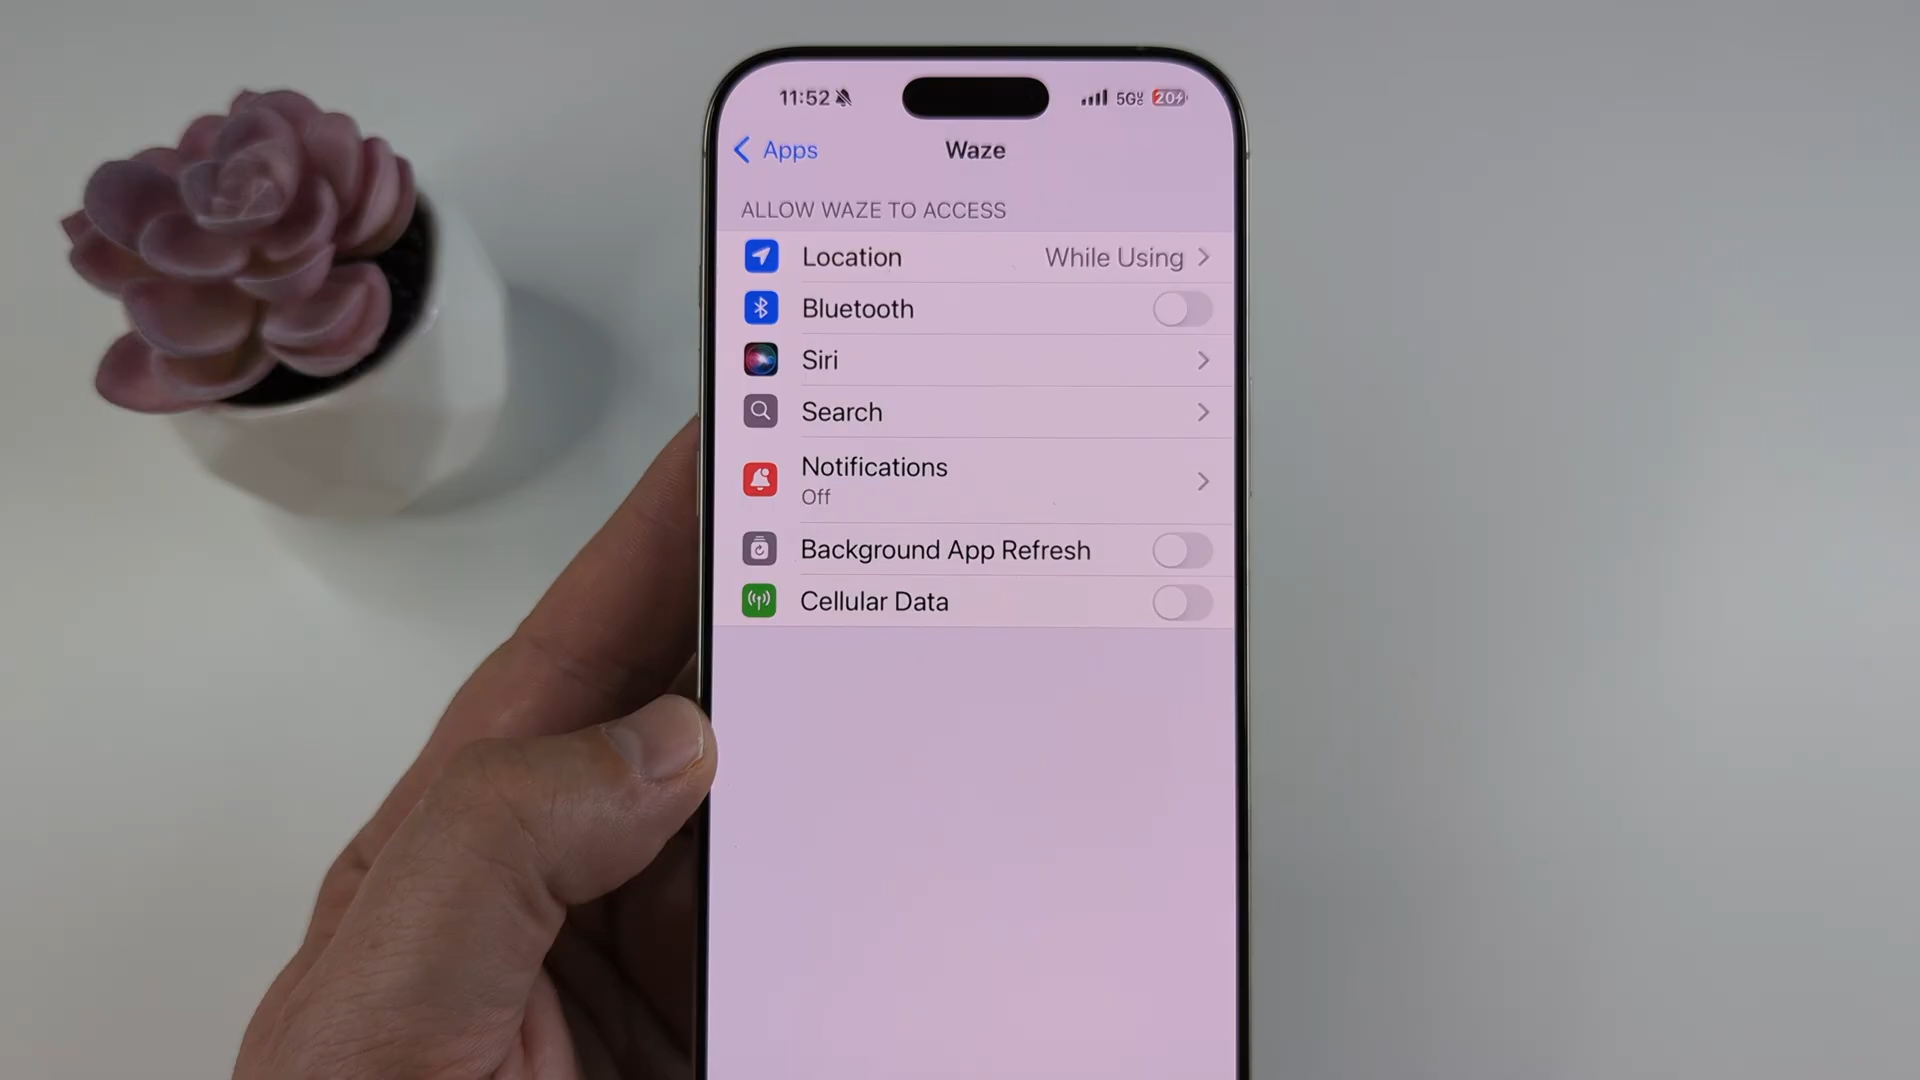 11:52 5G 20
Apps Waze
ALLOW WAZE TO ACCESS
Location While Using
Bluetooth
Siri
Search
Notifications
Off
Background App Refresh
Cellular Data